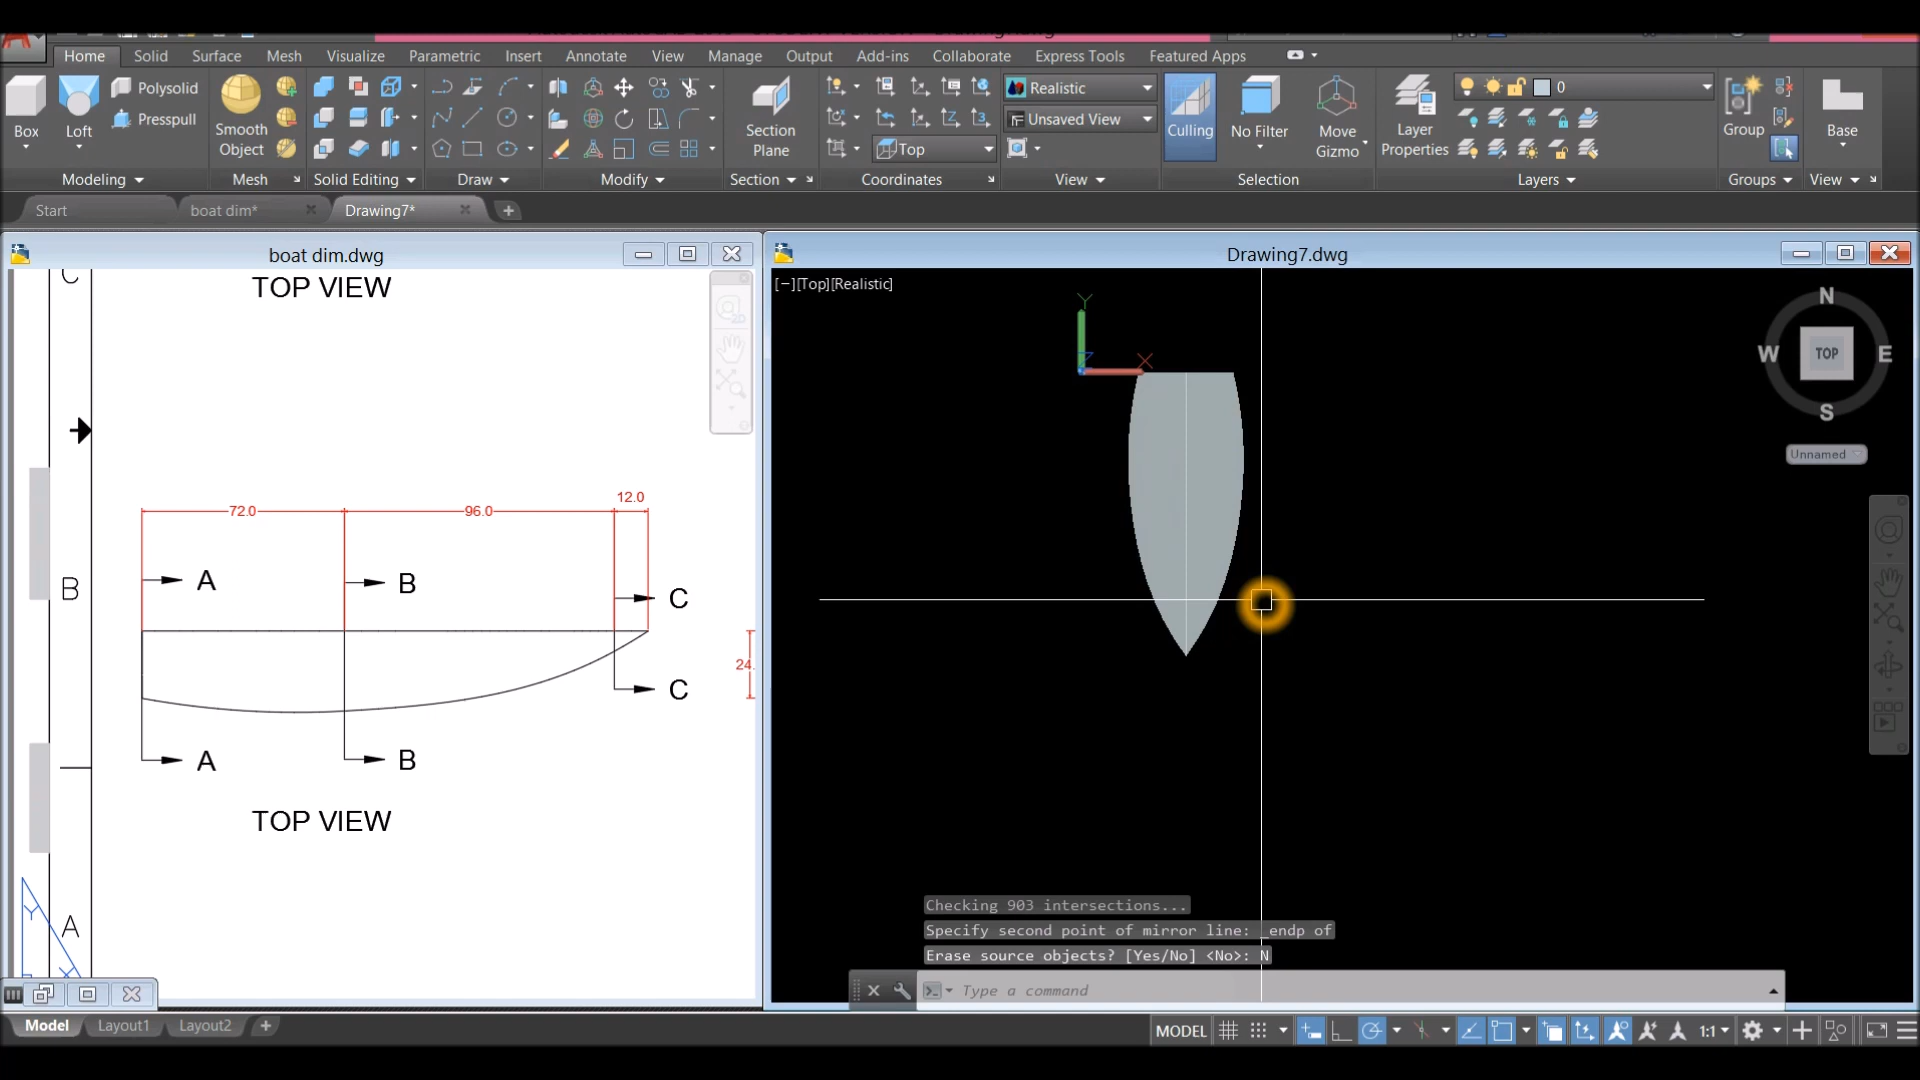 Home Solid Surface Mesh Visualize Parametric Insert Annotate View Manage Output Add-ins Collaborate Express Tools Featured Apps
Polysolid
Presspull
Box
Loft
Smooth
Object
Section
Plane
Realistic
Unsaved View
Top
Culling
No Filter
Move
Gizmo
Layer
Properties
0
Group
Base
Modeling Mesh Solid Editing Draw Modify Section Coordinates View Selection Layers Groups View
Start boat dim* Drawing7*
boat dim.dwg
Drawing7.dwg
C
TOP VIEW
72.0
96.0
12.0
A
B
C
B
24.
C
A
B
TOP VIEW
A
Y
X
[−][Top][Realistic]
Y
X
Z
N
W
TOP
E
S
Unnamed
Checking 903 intersections...
Specify second point of mirror line: _endp of
Erase source objects? [Yes/No] <No>: N
Type a command
Model Layout1 Layout2
MODEL
1:1